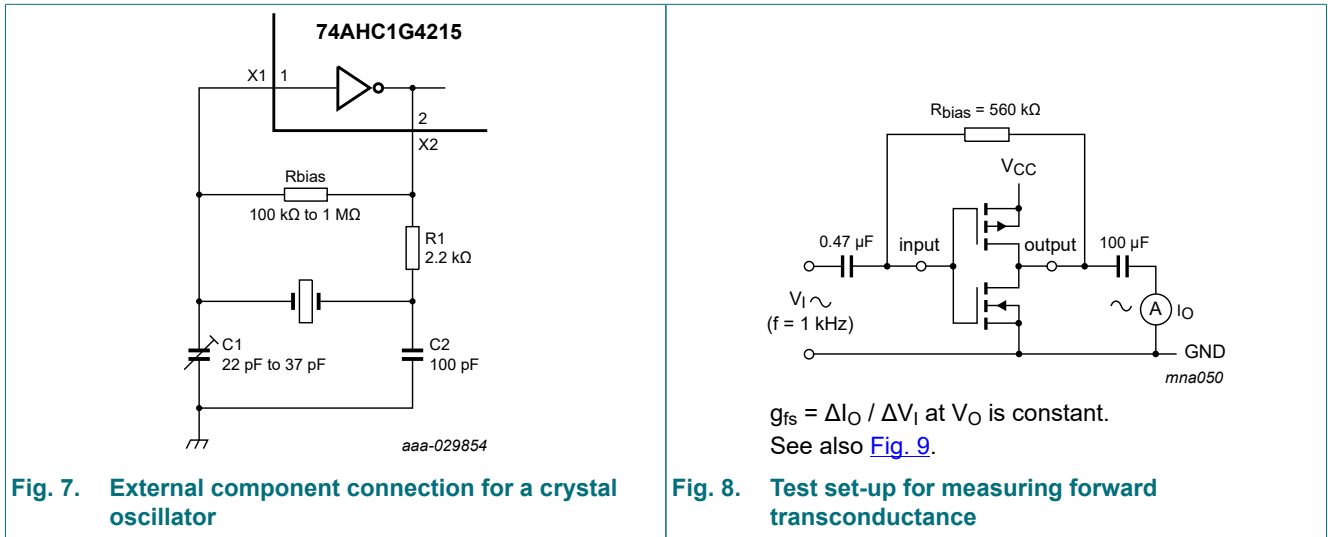 74AHC1G4215
X1
1
2
X2
Rbias
100 kΩ to 1 MΩ
R1
2.2 kΩ
C1
22 pF to 37 pF
C2
100 pF
aaa-029854
Fig. 7. External component connection for a crystal
oscillator
Rbias = 560 kΩ
VCC
0.47 µF
input
output
100 µF
VI
(f = 1 kHz)
A
IO
GND
mna050
gfs = ΔIO / ΔVI at VO is constant.
See also Fig. 9.
Fig. 8. Test set-up for measuring forward
transconductance